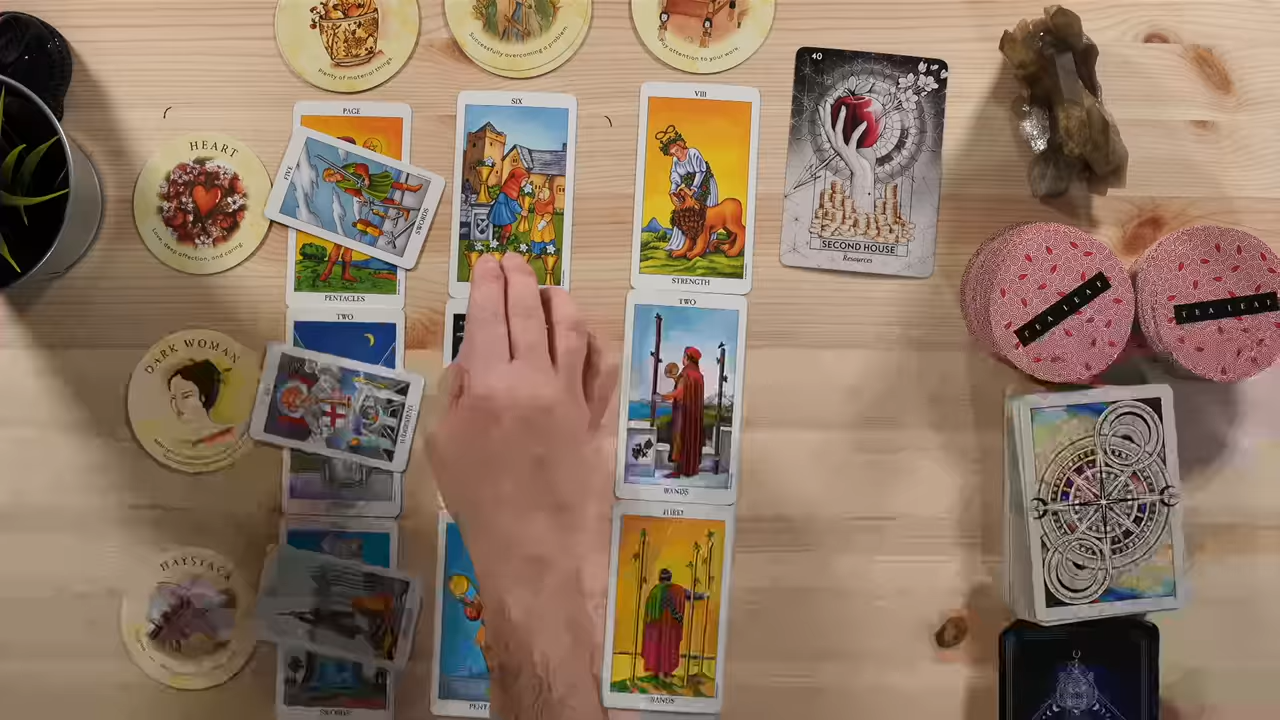 Plenty of material things.
Successfully overcoming a problem.
Pay attention to your work.
40
SECOND HOUSE
Resources
PAGE
PENTACLES
FIVE
SWORDS
SIX
VIII
STRENGTH
HEART
Love, deep affection, and caring.
TEA LEAF
TEA LEAF
TWO
DARK WOMAN
JUDGEMENT
TWO
WANDS
HAYSTACK
WANDS
SWORDS